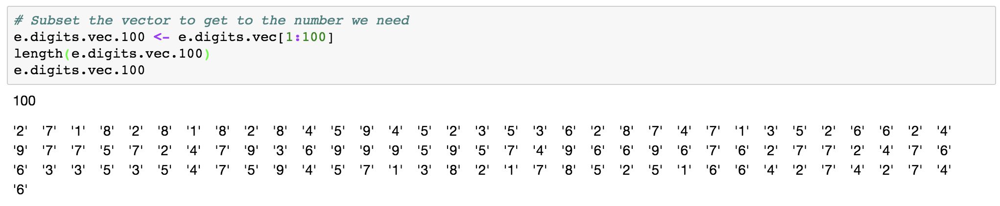 # Subset the vector to get to the number we need
e.digits.vec.100 <- e.digits.vec[1:100]
length(e.digits.vec.100)
e.digits.vec.100
100
'2' '7' '1' '8' '2' '8' '1' '8' '2' '8' '4' '5' '9' '4' '5' '2' '3' '5' '3' '6' '2' '8' '7' '4' '7' '1' '3' '5' '2' '6' '6' '2' '4'
'9' '7' '7' '5' '7' '2' '4' '7' '9' '3' '6' '9' '9' '9' '5' '9' '5' '7' '4' '9' '6' '6' '9' '6' '7' '6' '2' '7' '7' '2' '4' '7' '6'
'6' '3' '3' '5' '3' '5' '4' '7' '5' '9' '4' '5' '7' '1' '3' '8' '2' '1' '7' '8' '5' '2' '5' '1' '6' '6' '4' '2' '7' '4' '2' '7' '4'
'6'